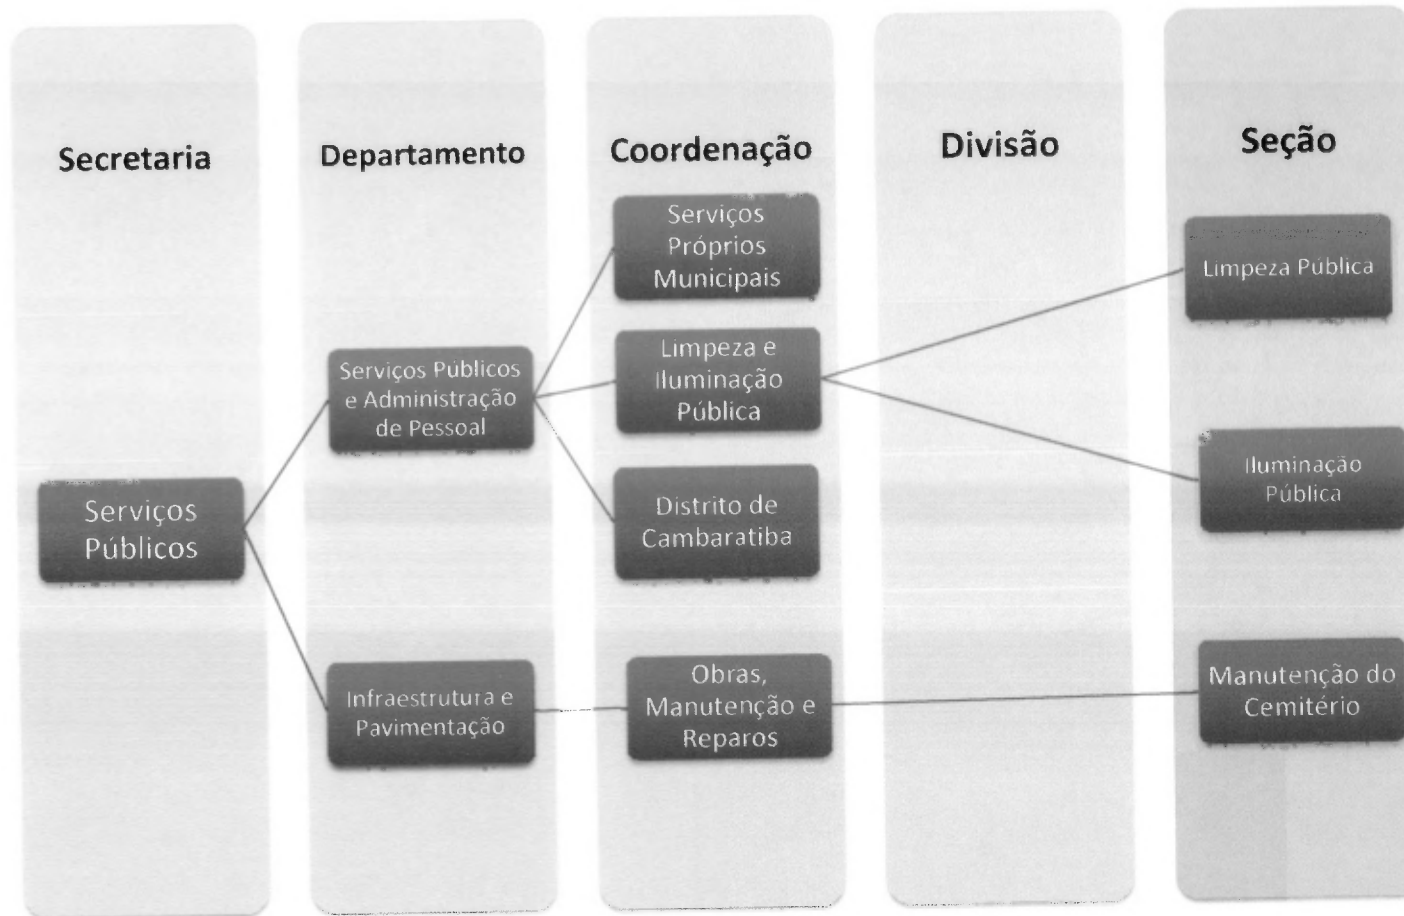 Secretaria
Departamento
Coordenação
Divisão
Seção
Serviços
Públicos
Serviços Públicos
e Administração
de Pessoal
Infraestrutura e
Pavimentação
Serviços
Próprios
Municipais
Limpeza e
Iluminação
Pública
Distrito de
Cambaratiba
Obras,
Manutenção e
Reparos
Limpeza Pública
Iluminação
Pública
Manutenção do
Cemitério